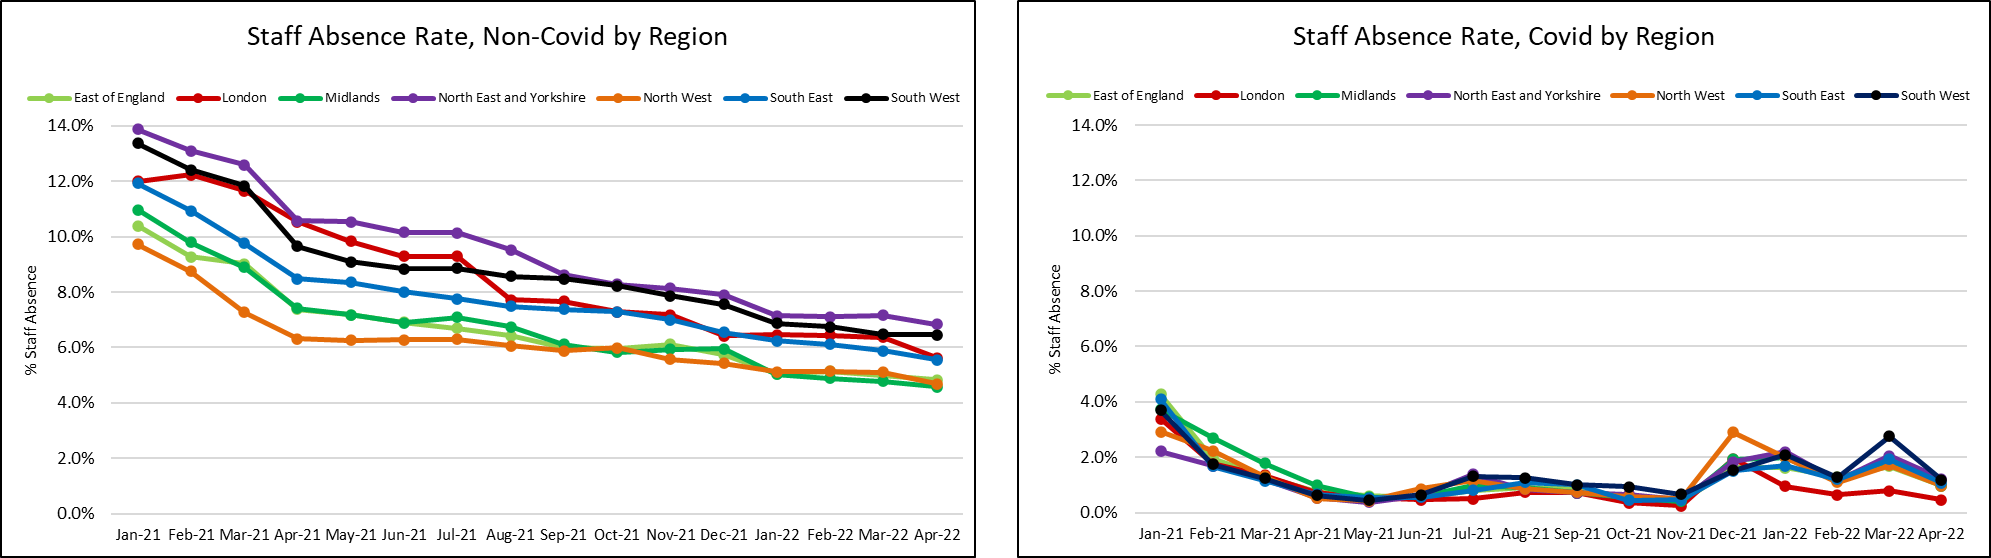 Staff Absence Rate, Non-Covid by Region
East of England London Midlands North East and Yorkshire North West South East South West
% Staff Absence
14.0%
12.0%
10.0%
8.0%
6.0%
4.0%
2.0%
0.0%
Jan-21 Feb-21 Mar-21 Apr-21 May-21 Jun-21 Jul-21 Aug-21 Sep-21 Oct-21 Nov-21 Dec-21 Jan-22 Feb-22 Mar-22 Apr-22
Staff Absence Rate, Covid by Region
East of England London Midlands North East and Yorkshire North West South East South West
% Staff Absence
14.0%
12.0%
10.0%
8.0%
6.0%
4.0%
2.0%
0.0%
Jan-21 Feb-21 Mar-21 Apr-21 May-21 Jun-21 Jul-21 Aug-21 Sep-21 Oct-21 Nov-21 Dec-21 Jan-22 Feb-22 Mar-22 Apr-22